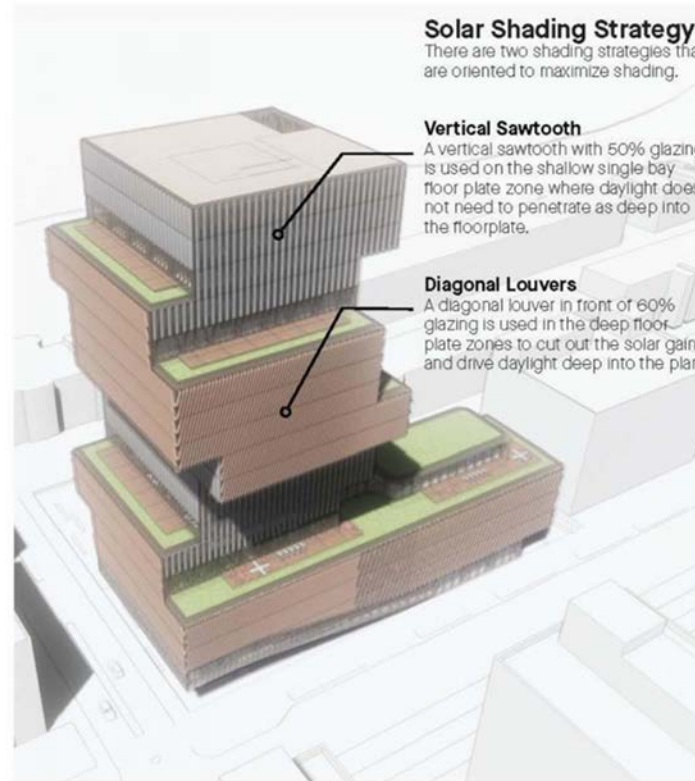 Solar Shading Strategy
There are two shading strategies tha
are oriented to maximize shading.
Vertical Sawtooth
A vertical sawtooth with 50% glazing
is used on the shallow single bay
floor plate zone where daylight does
not need to penetrate as deep into
the floorplate.
Diagonal Louvers
A diagonal louver in front of 60%
glazing is used in the deep floor
plate zones to cut out the solar gain
and drive daylight deep into the plan